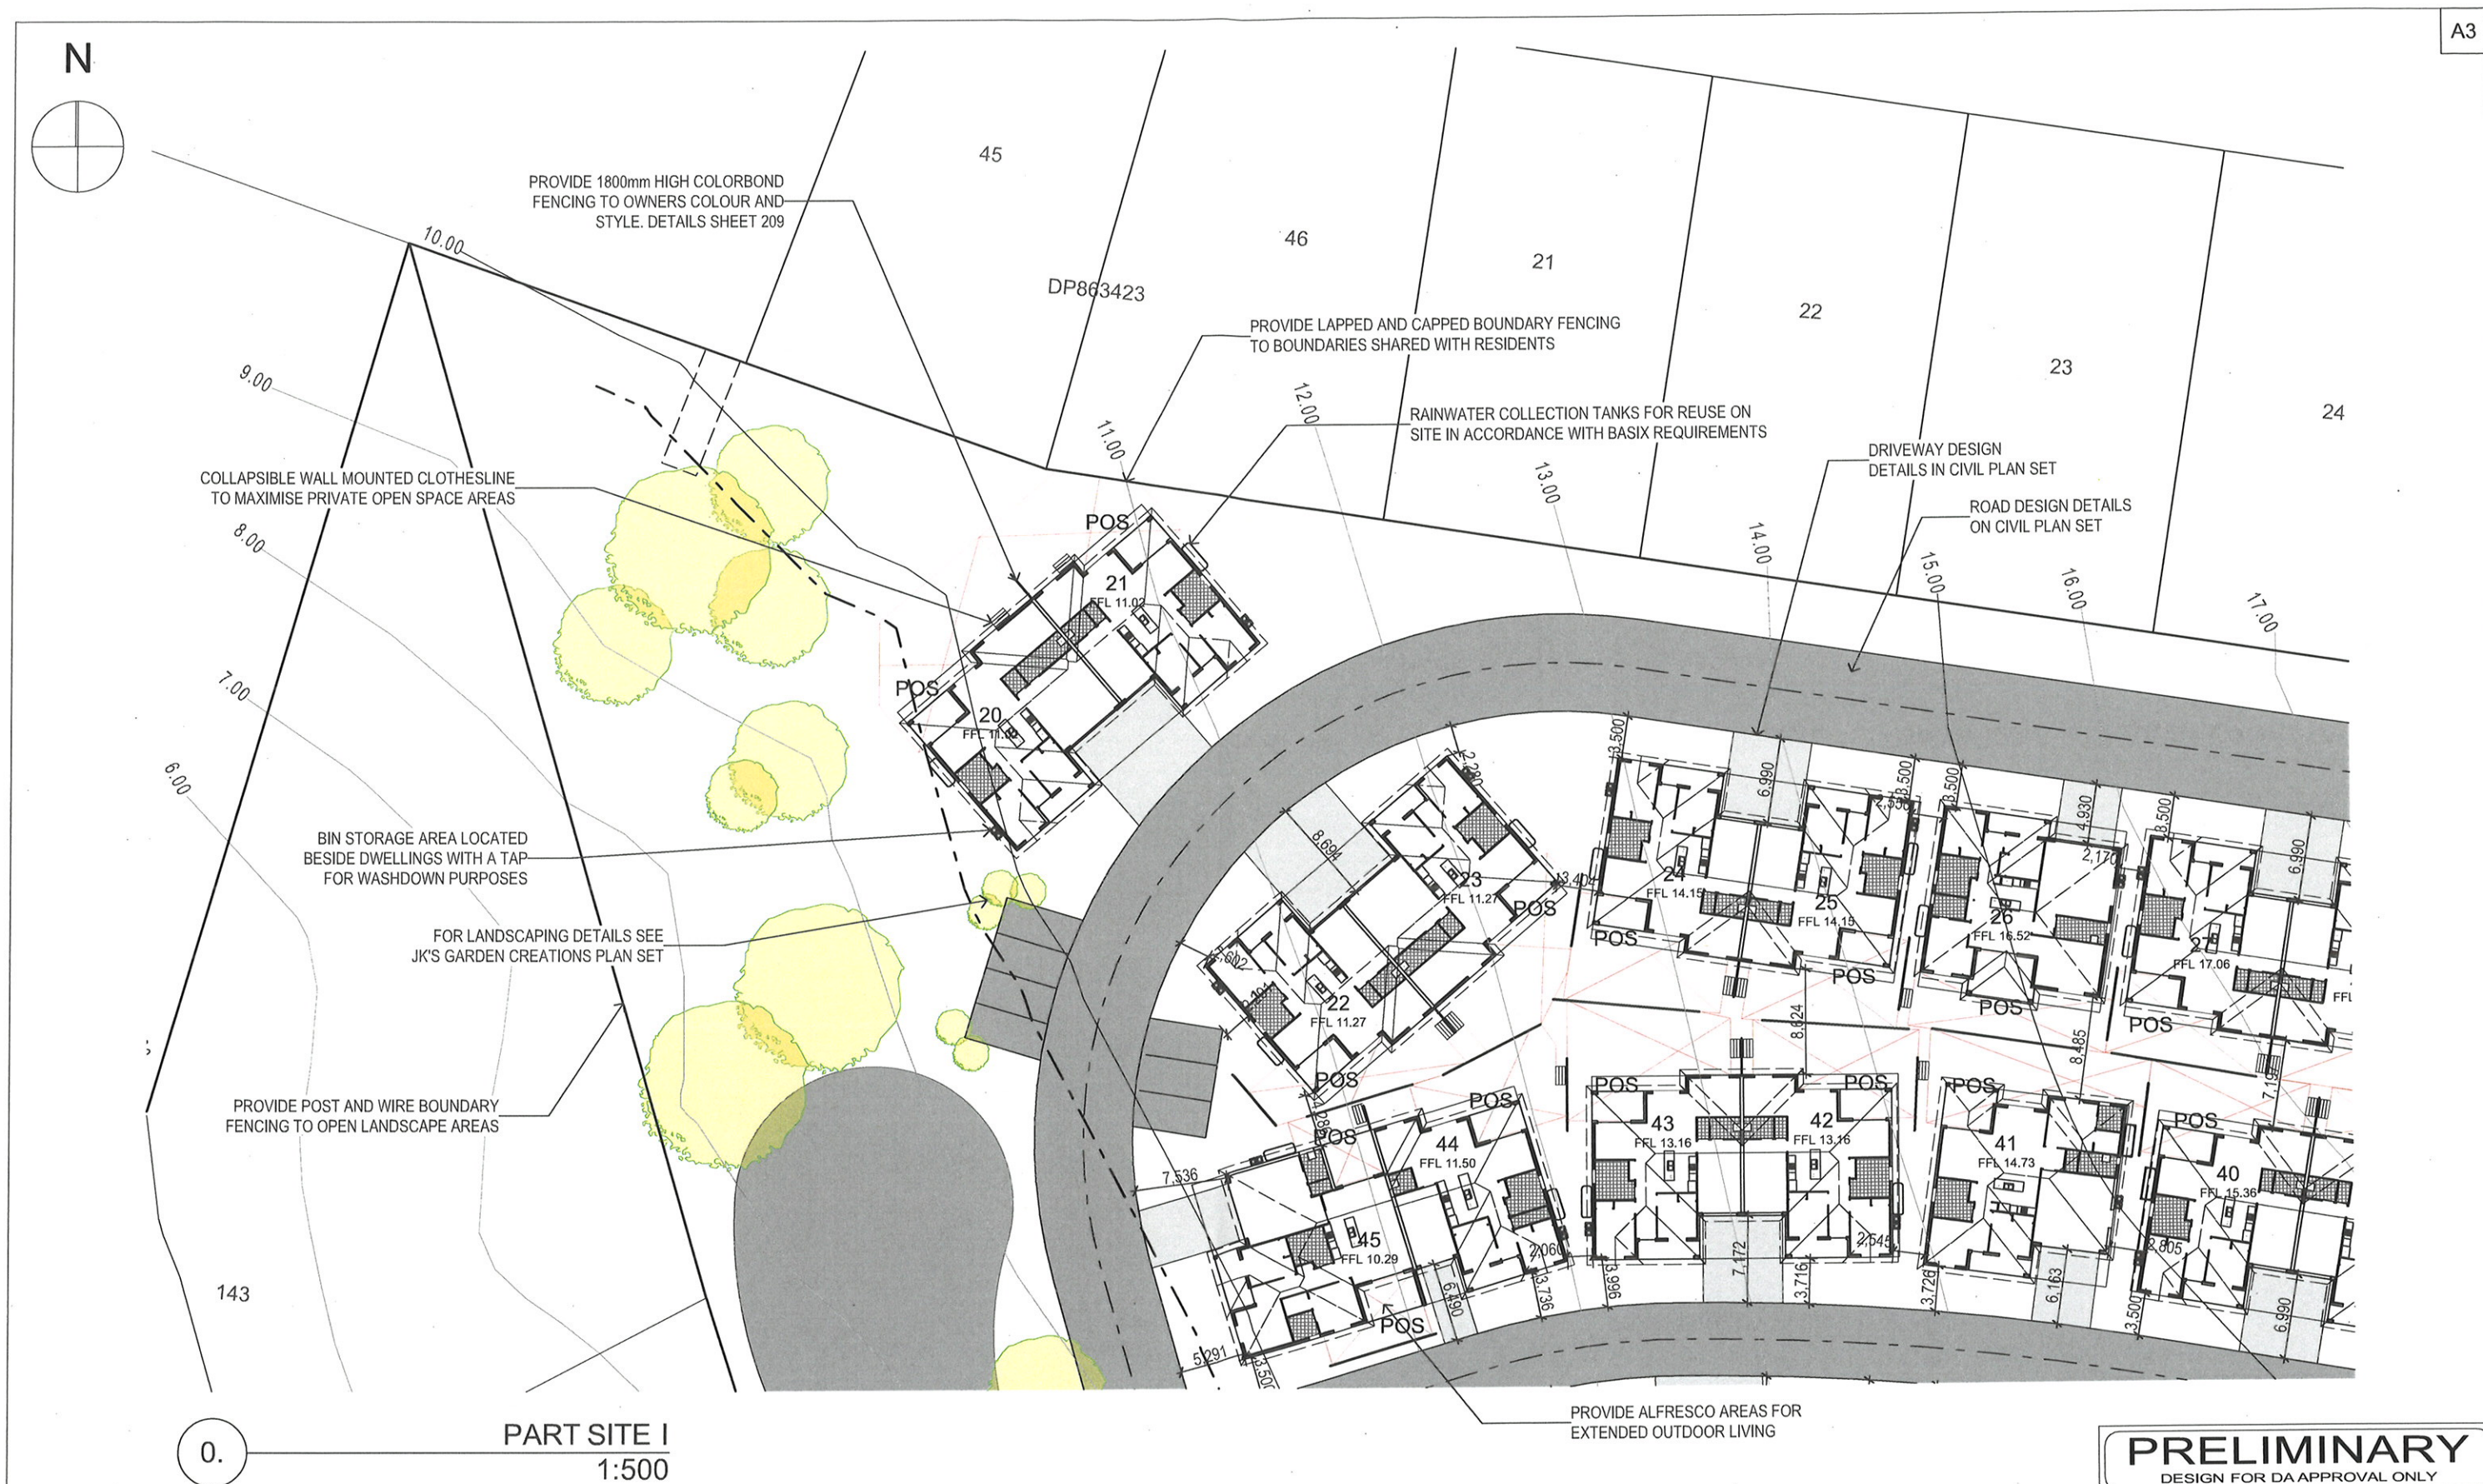 A3
N
45
46
21
22
23
24
DP863423
PROVIDE 1800mm HIGH COLORBOND
FENCING TO OWNERS COLOUR AND
STYLE. DETAILS SHEET 209
PROVIDE LAPPED AND CAPPED BOUNDARY FENCING
TO BOUNDARIES SHARED WITH RESIDENTS
RAINWATER COLLECTION TANKS FOR REUSE ON
SITE IN ACCORDANCE WITH BASIX REQUIREMENTS
DRIVEWAY DESIGN
DETAILS IN CIVIL PLAN SET
ROAD DESIGN DETAILS
ON CIVIL PLAN SET
COLLAPSIBLE WALL MOUNTED CLOTHESLINE
TO MAXIMISE PRIVATE OPEN SPACE AREAS
10.00
9.00
8.00
7.00
6.00
11.00
12.00
13.00
14.00
15.00
16.00
17.00
POS
21
FFL 11.02
POS
20
BIN STORAGE AREA LOCATED
BESIDE DWELLINGS WITH A TAP
FOR WASHDOWN PURPOSES
FOR LANDSCAPING DETAILS SEE
JK'S GARDEN CREATIONS PLAN SET
PROVIDE POST AND WIRE BOUNDARY
FENCING TO OPEN LANDSCAPE AREAS
8,694
2,280
23
FFL 11.27
POS
3,404
22
FFL 11.27
POS
3,500
6,990
3,500
24
FFL 14.15
POS
25
FFL 14.15
POS
3,500
4,930
2,170
26
FFL 16.52
POS
3,500
6,990
27
FFL 17.06
POS
8,624
8,485
POS
43
FFL 13.16
POS
42
FFL 13.16
3,696
7,172
3,716
2,545
POS
41
FFL 14.73
3,726
6,163
POS
40
FFL 15.36
2,805
3,500
6,990
POS
POS
44
FFL 11.50
2,060
3,736
6,490
7,536
45
FFL 10.29
POS
5,291
3,500
143
PROVIDE ALFRESCO AREAS FOR
EXTENDED OUTDOOR LIVING
0.
PART SITE I
1:500
PRELIMINARY
DESIGN FOR DA APPROVAL ONLY